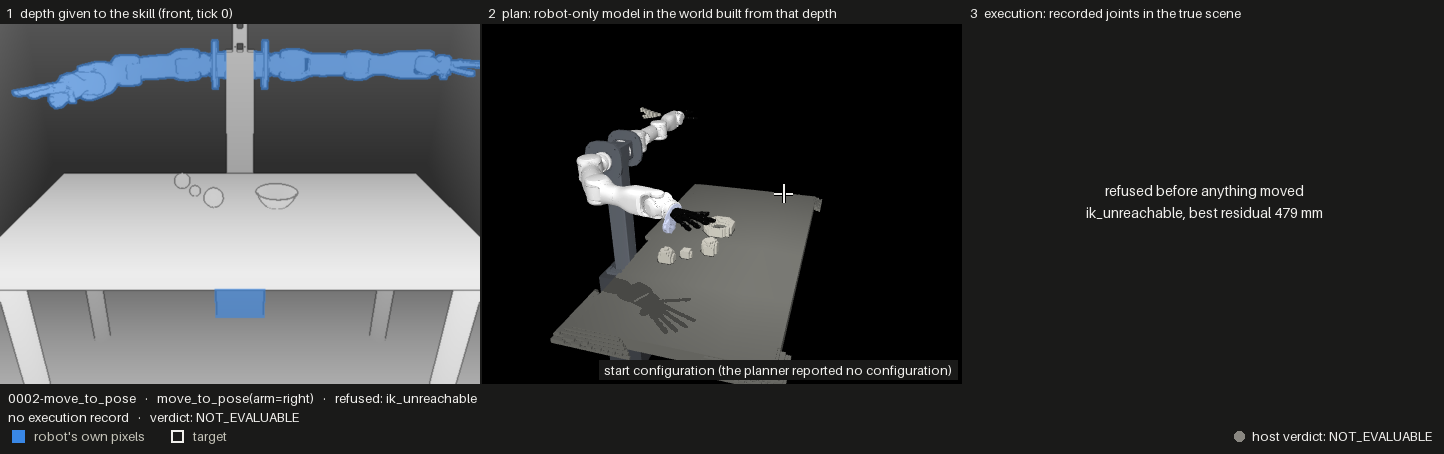 1 depth given to the skill (front, tick 0)
2 plan: robot-only model in the world built from that depth
3 execution: recorded joints in the true scene
refused before anything moved
ik_unreachable, best residual 479 mm
start configuration (the planner reported no configuration)
0002-move_to_pose · move_to_pose(arm=right) · refused: ik_unreachable
no execution record · verdict: NOT_EVALUABLE
robot's own pixels
target
host verdict: NOT_EVALUABLE